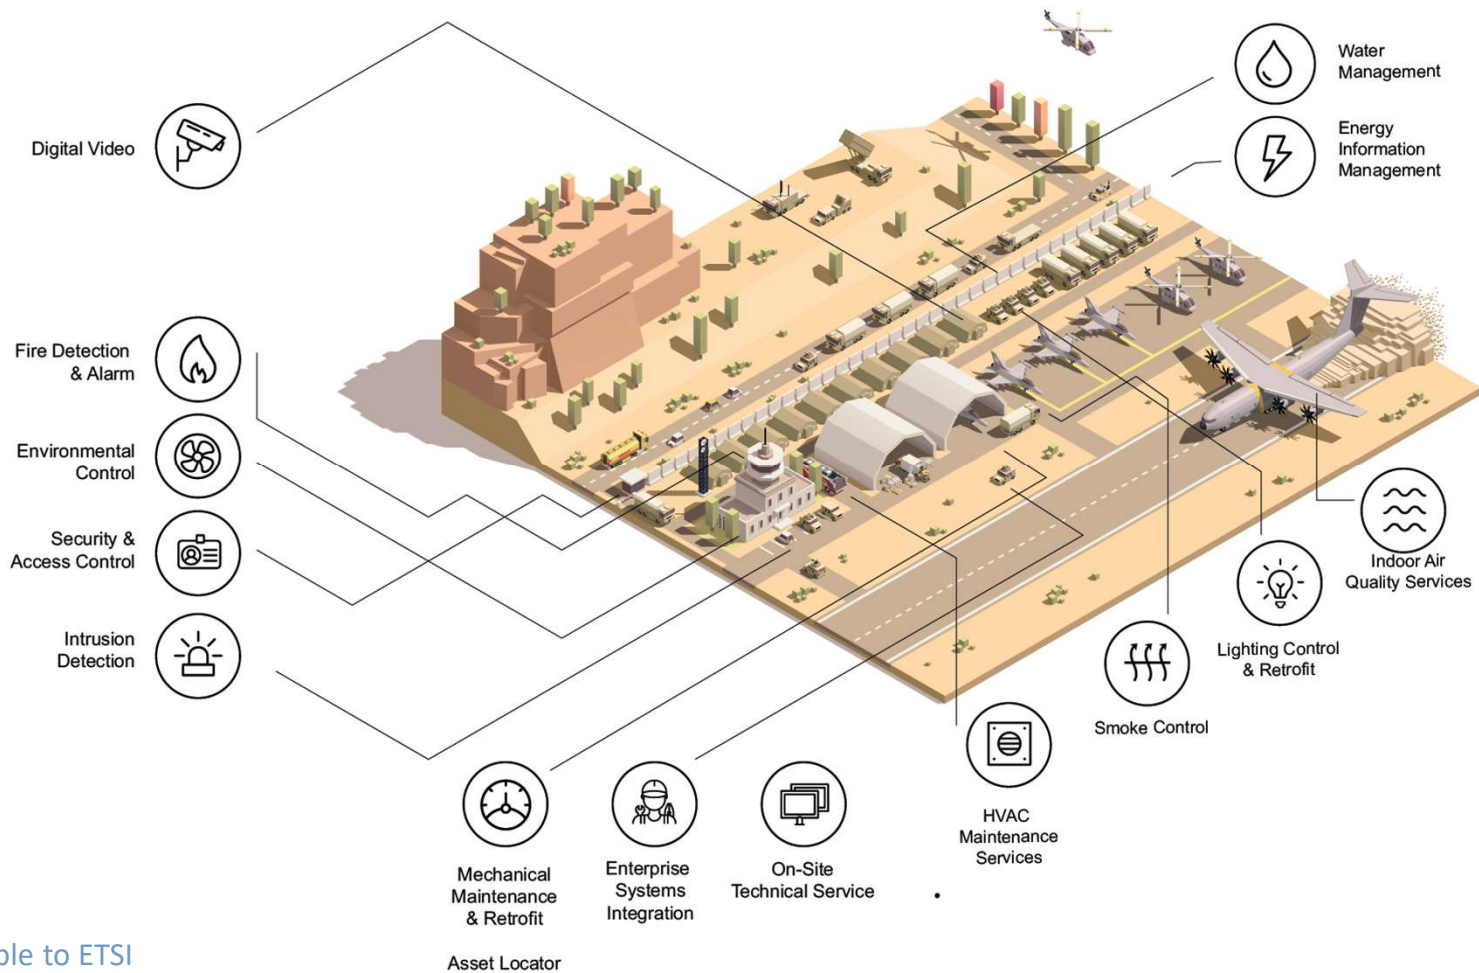 Water
Management
Energy
Information
Management
Digital Video
Fire Detection
& Alarm
Environmental
Control
Security &
Access Control
Intrusion
Detection
Indoor Air
Quality Services
Lighting Control
& Retrofit
Smoke Control
HVAC
Maintenance
Services
Mechanical
Maintenance
& Retrofit
Asset Locator
Enterprise
Systems
Integration
On-Site
Technical Service
to ETSI